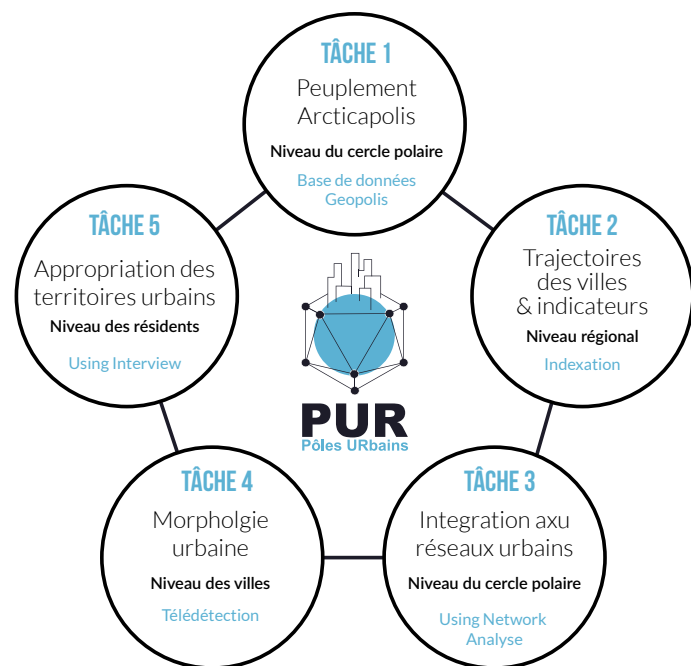 TÂCHE 1
Peuplement
Arcticapolis
Niveau du cercle polaire
Base de données
Geopolis
TÂCHE 2
Trajectoires
des villes
& indicateurs
Niveau régional
Indexation
TÂCHE 3
Integration axu
réseaux urbains
Niveau du cercle polaire
Using Network
Analyse
TÂCHE 4
Morpholgie
urbaine
Niveau des villes
Télédétection
TÂCHE 5
Appropriation des
territoires urbains
Niveau des résidents
Using Interview
PUR
Pôles URbains